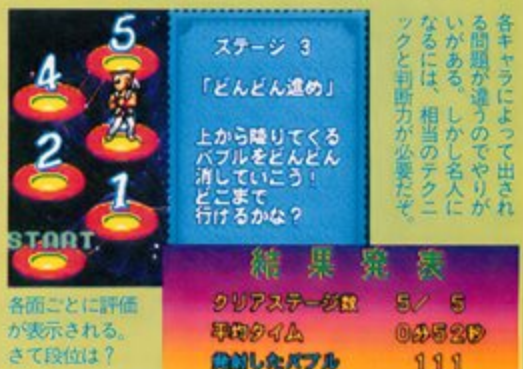 各キャラによって出され
る問題が違うのでやりが
いがある。しかし名人に
なるには、相当のテクニ
ックと判断力が必要だぞ。
5
4
2
1
START
ステージ 3
「どんどん進め」
上から降りてくる
バブルをどんどん
消していこう!
どこまで
行けるかな?
各面ごとに評価
が表示される。
さて段位は?
結果発表
クリアステージ数 5/ 5
平均タイム 0分52秒
発射したバブル 111